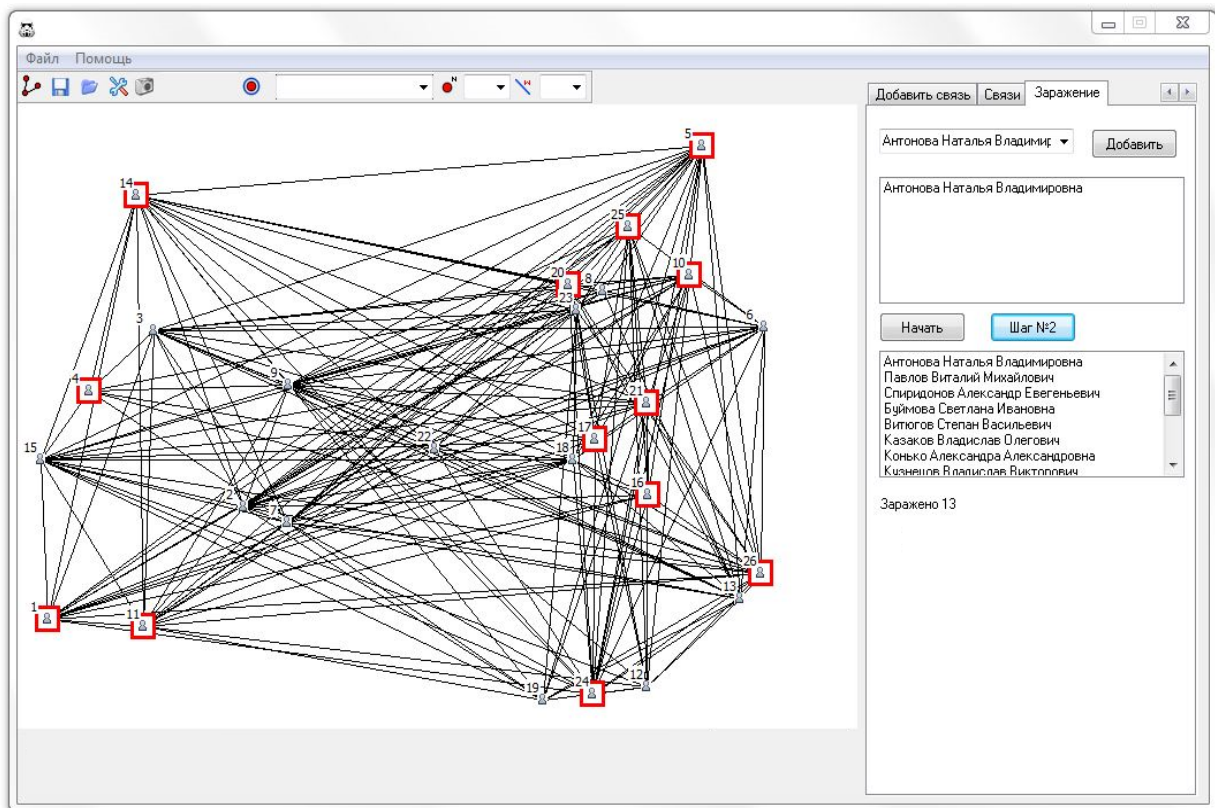 Файл Помощь
N
W
Добавить связь Связи Заражение
Антонова Наталья Владимир Добавить
Антонова Наталья Владимировна
Начать Шаг №2
Антонова Наталья Владимировна
Павлов Виталий Михайлович
Спиридонов Александр Евгеньевич
Буймова Светлана Ивановна
Витюгов Степан Васильевич
Казаков Владислав Олегович
Конько Александра Александровна
Кузнецов Владислав Викторович
Заражено 13
5
14
25
10
20
8
23
3
6
9
4
21
17
22
15
18
16
2
7
26
13
1
11
12
24
19